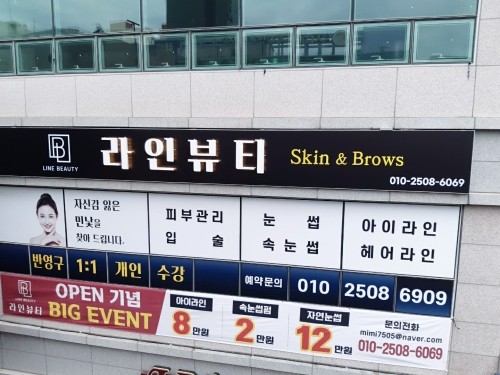 LINE BEAUTY
라인뷰티 Skin & Brows
010-2508-6069
자신감 잃은
민낯을
찾아 드립니다.
피부관리
입술
눈썹
속눈썹
아이라인
헤어라인
반영구 1:1 개인 수강 예약문의 010 2508 6909
LINE BEAUTY
라인뷰티
OPEN 기념
BIG EVENT
아이라인
8만원
속눈썹펌
2만원
자연눈썹
12만원
문의전화
mimi7505@naver.com
010-2508-6069